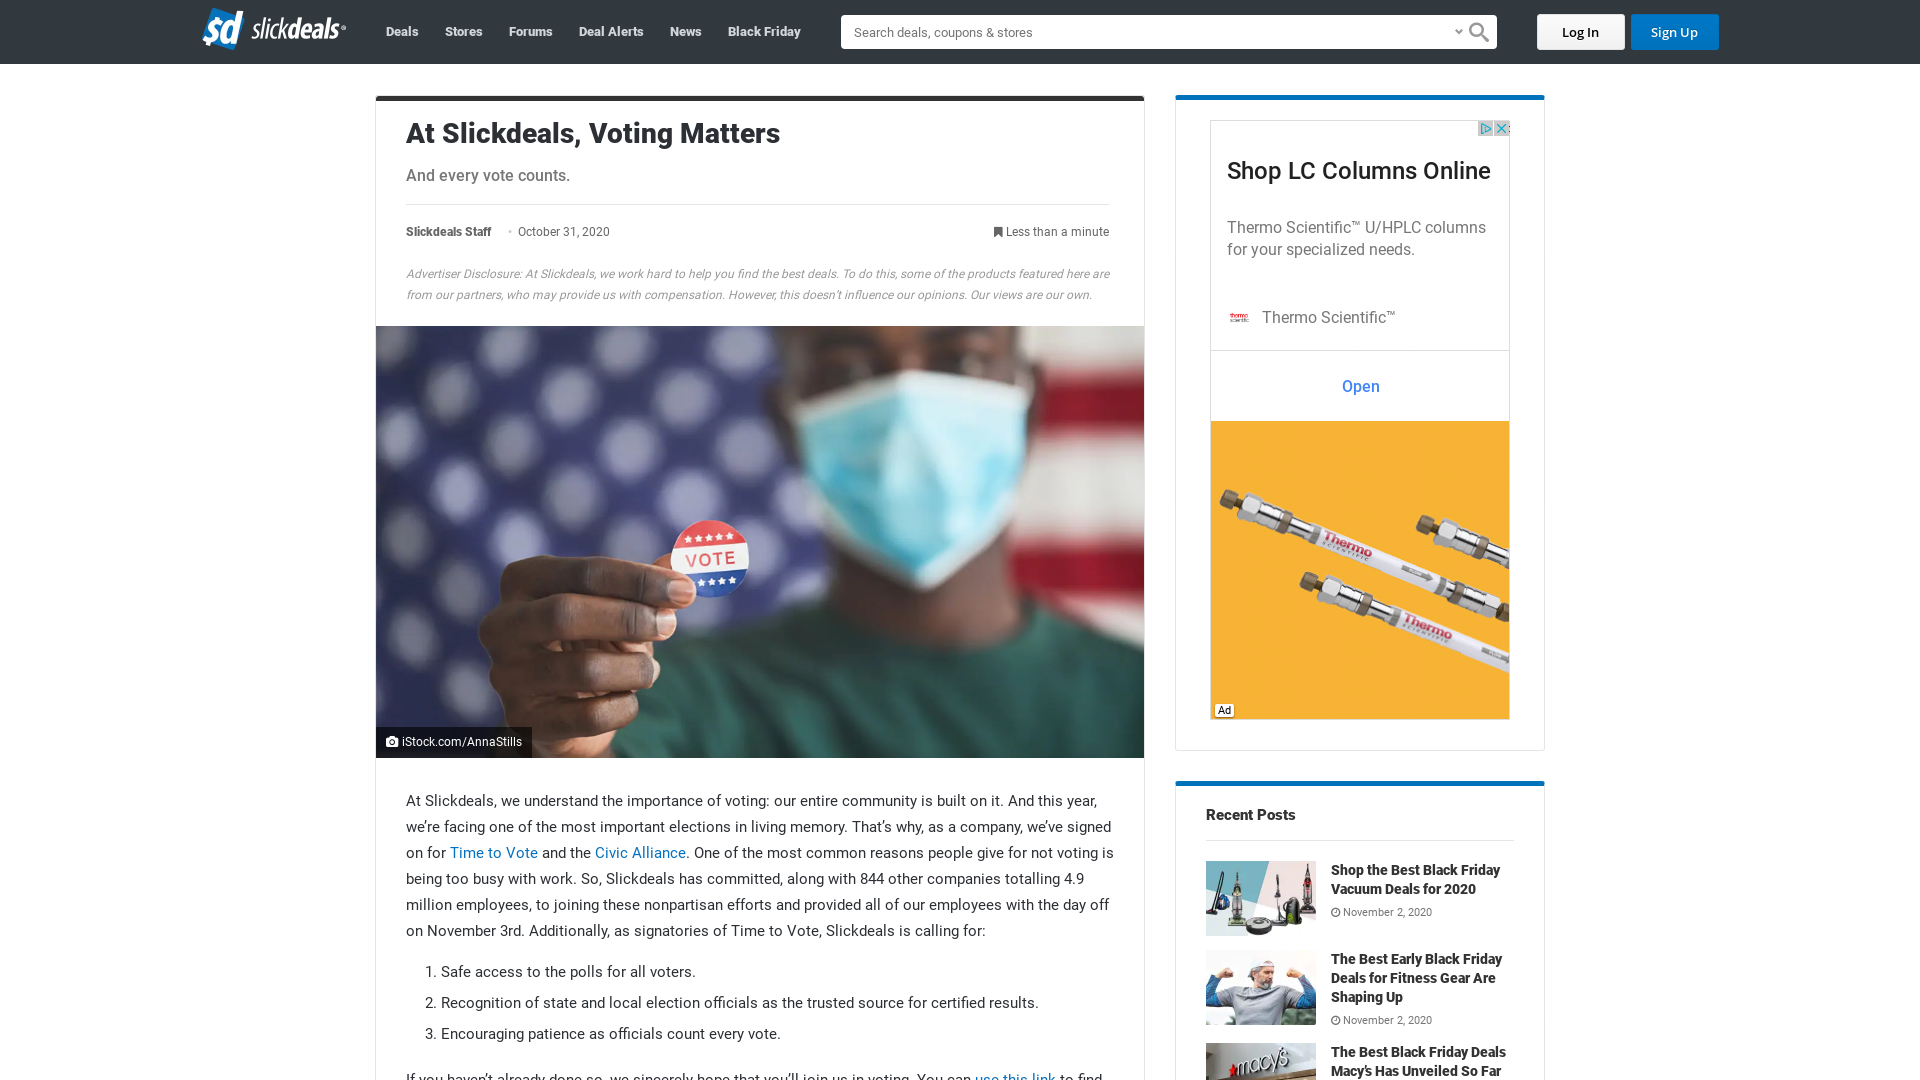 sd slickdeals
Deals Stores Forums Deal Alerts News Black Friday
Search deals, coupons & stores
Log In
Sign Up
At Slickdeals, Voting Matters
And every vote counts.
Slickdeals Staff • October 31, 2020
Less than a minute
Advertiser Disclosure: At Slickdeals, we work hard to help you find the best deals. To do this, some of the products featured here are
from our partners, who may provide us with compensation. However, this doesn’t influence our opinions. Our views are our own.
VOTE
iStock.com/AnnaStills
At Slickdeals, we understand the importance of voting: our entire community is built on it. And this year,
we’re facing one of the most important elections in living memory. That’s why, as a company, we’ve signed
on for Time to Vote and the Civic Alliance. One of the most common reasons people give for not voting is
being too busy with work. So, Slickdeals has committed, along with 844 other companies totalling 4.9
million employees, to joining these nonpartisan efforts and provided all of our employees with the day off
on November 3rd. Additionally, as signatories of Time to Vote, Slickdeals is calling for:
1. Safe access to the polls for all voters.
2. Recognition of state and local election officials as the trusted source for certified results.
3. Encouraging patience as officials count every vote.
If you haven’t already done so, we sincerely hope that you’ll join us in voting. You can use this link to find
Shop LC Columns Online
Thermo Scientific™ U/HPLC columns
for your specialized needs.
thermo
scientific
Thermo Scientific™
Open
Thermo
SCIENTIFIC
Thermo
SCIENTIFIC
Ad
Recent Posts
Shop the Best Black Friday
Vacuum Deals for 2020
November 2, 2020
The Best Early Black Friday
Deals for Fitness Gear Are
Shaping Up
November 2, 2020
macy's
The Best Black Friday Deals
Macy’s Has Unveiled So Far